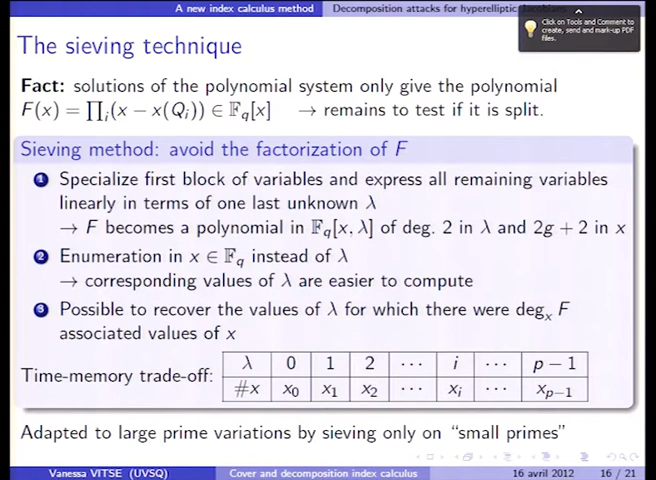 A new index calculus method Decomposition attacks for hyperelliptic
Click on Tools and Comment to
create, send and mark-up PDF
files.
The sieving technique
Fact: solutions of the polynomial system only give the polynomial
F(x) = ∏ᵢ(x − x(Qᵢ)) ∈ 𝔽q[x] → remains to test if it is split.
Sieving method: avoid the factorization of F
1 Specialize first block of variables and express all remaining variables
linearly in terms of one last unknown λ
→ F becomes a polynomial in 𝔽q[x, λ] of deg. 2 in λ and 2g + 2 in x
2 Enumeration in x ∈ 𝔽q instead of λ
→ corresponding values of λ are easier to compute
3 Possible to recover the values of λ for which there were degₓ F
associated values of x
Time-memory trade-off:
λ 0 1 2 ··· i ··· p − 1
#x x₀ x₁ x₂ ··· xᵢ ··· xₚ₋₁
Adapted to large prime variations by sieving only on “small primes”
Vanessa VITSE (UVSQ) Cover and decomposition index calculus 16 avril 2012 16 / 21